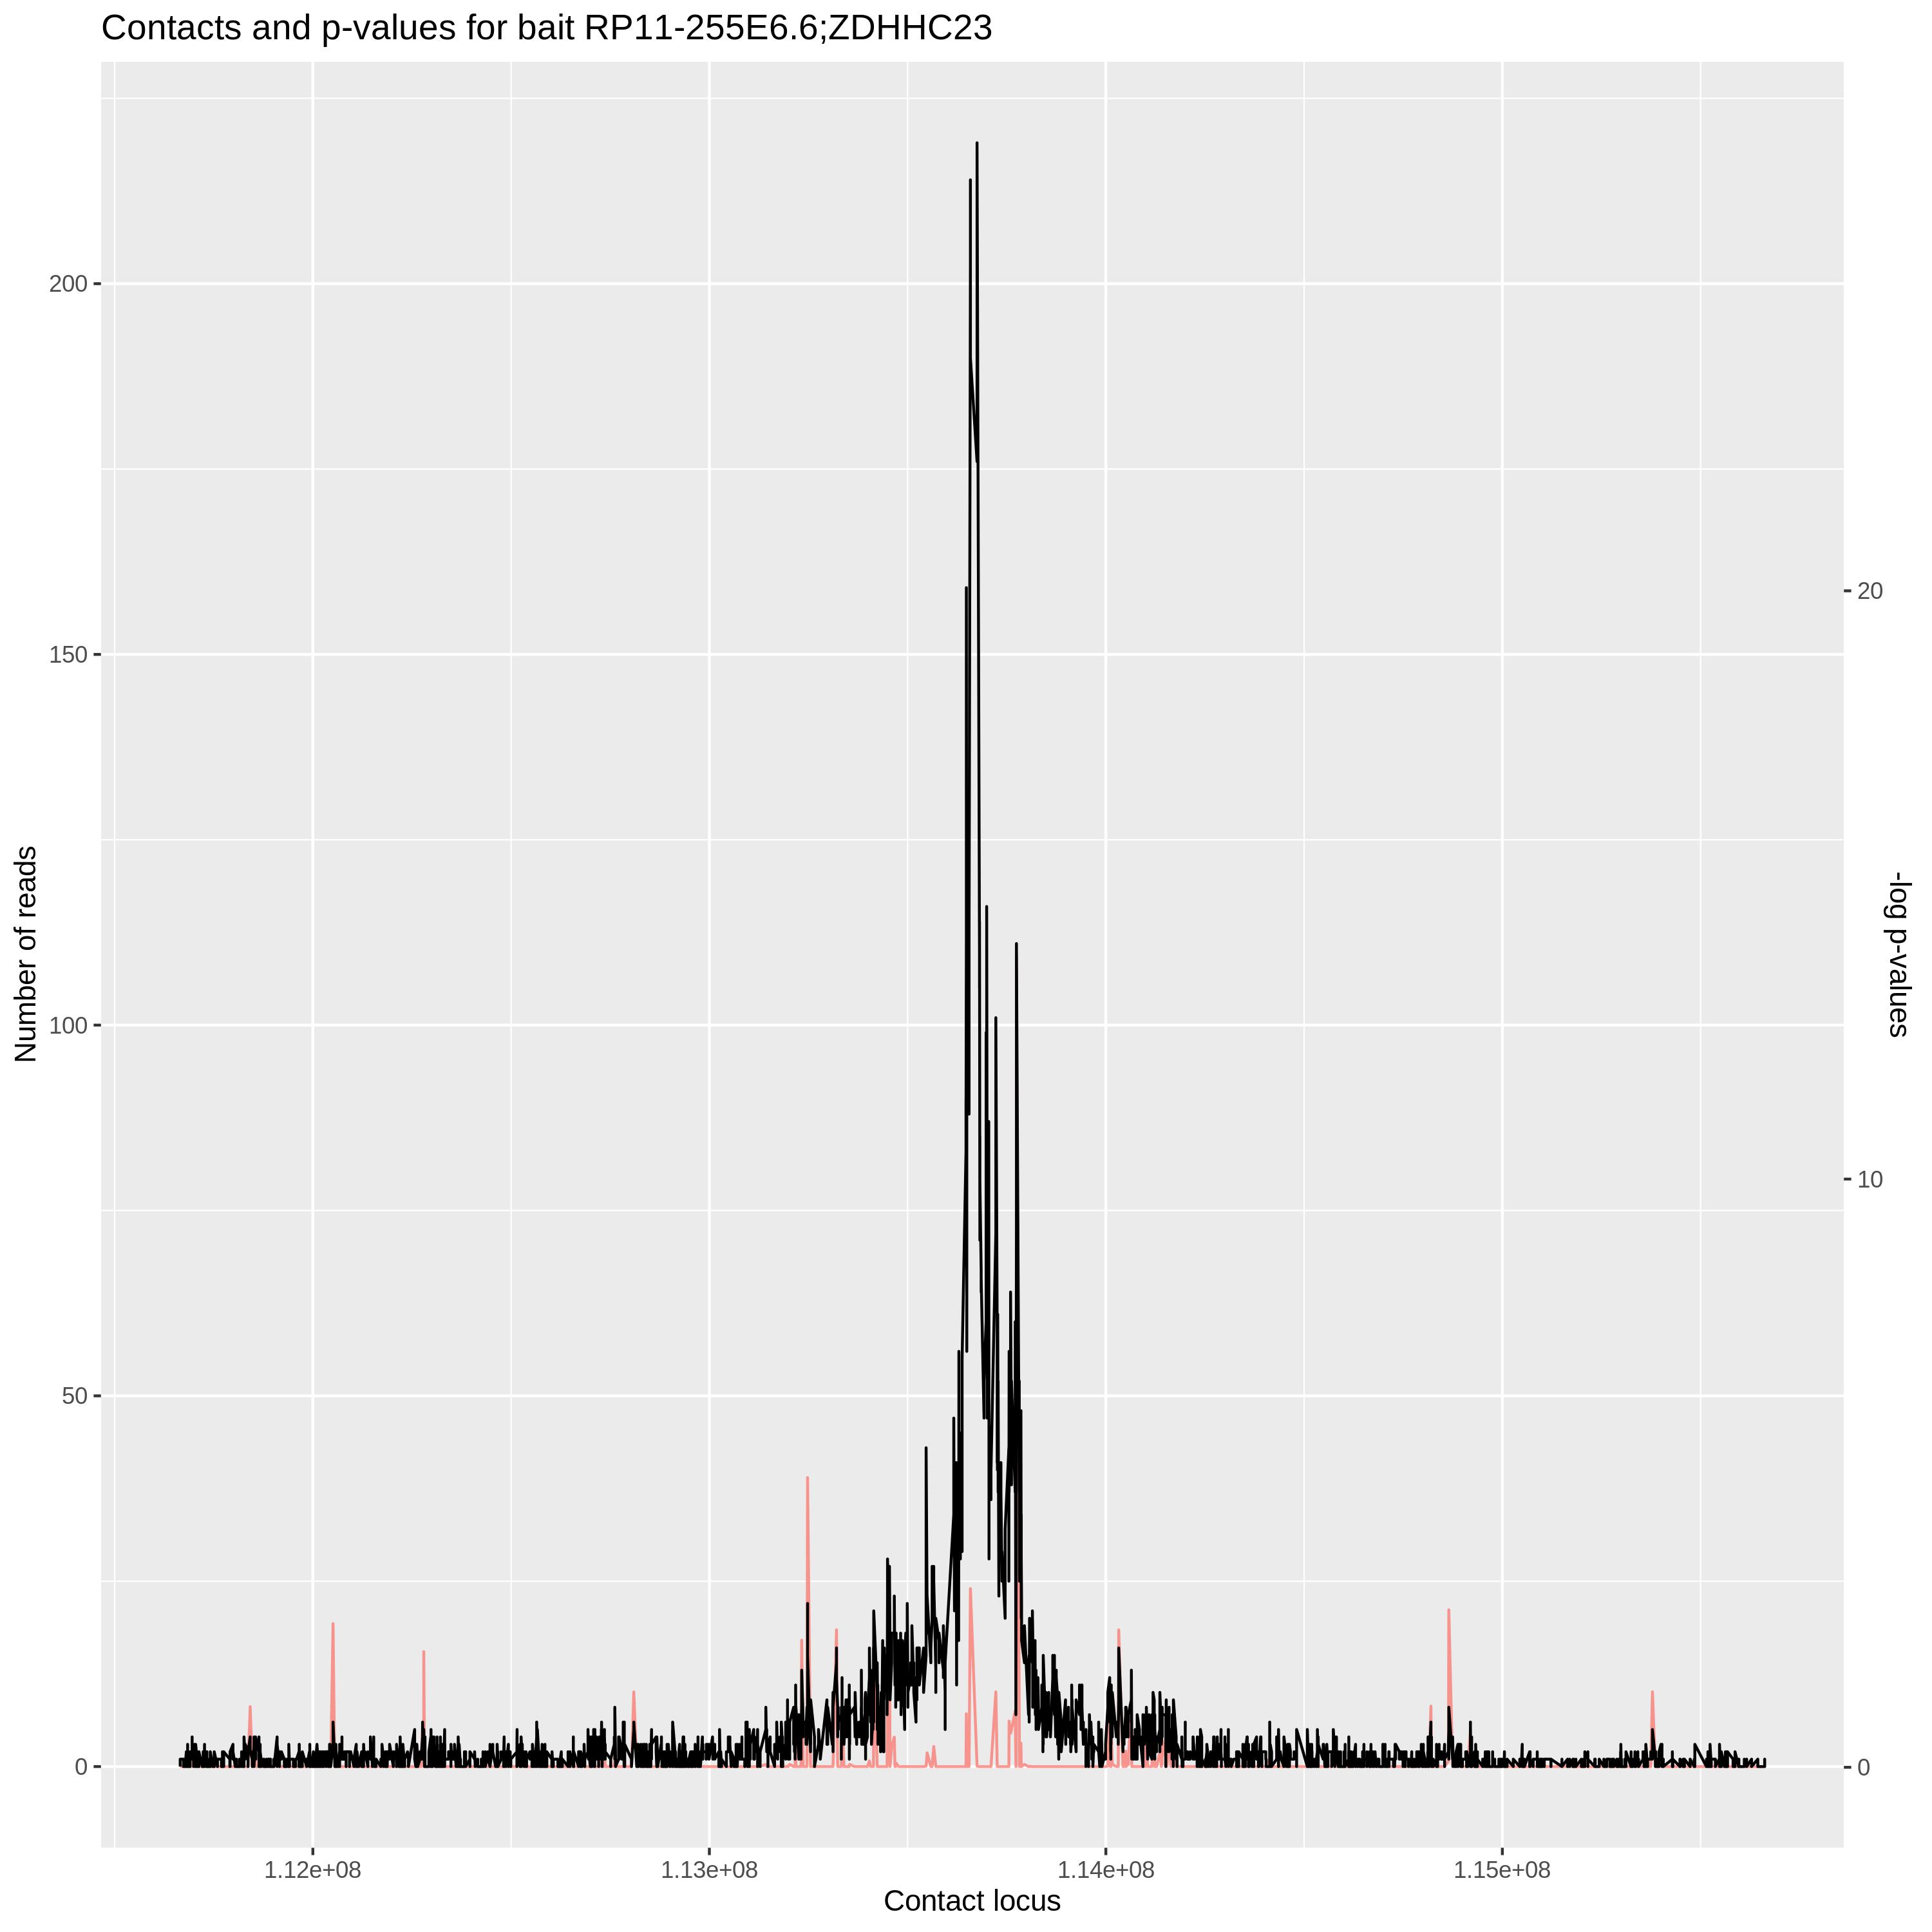 Contacts and p-values for bait RP11-255E6.6;ZDHHC23
Number of reads
200
150
100
50
0
20
10
0
-log p-values
1.12e+08
1.13e+08
1.14e+08
1.15e+08
Contact locus